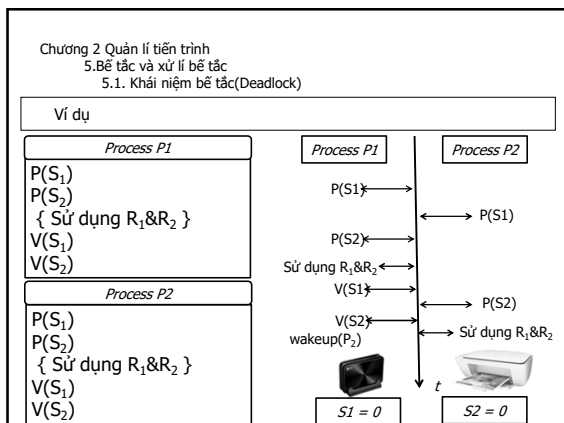 Chương 2 Quản lí tiến trình
5.Bế tắc và xử lí bế tắc
5.1. Khái niệm bế tắc(Deadlock)
Ví dụ
Process P1
P(S₁)
P(S₂)
{ Sử dụng R₁&R₂ }
V(S₁)
V(S₂)
Process P2
P(S₁)
P(S₂)
{ Sử dụng R₁&R₂ }
V(S₁)
V(S₂)
Process P1
Process P2
P(S1)
P(S1)
P(S2)
Sử dụng R₁&R₂
V(S1)
P(S2)
V(S2)
Sử dụng R₁&R₂
wakeup(P₂)
t
S1 = 0
S2 = 0